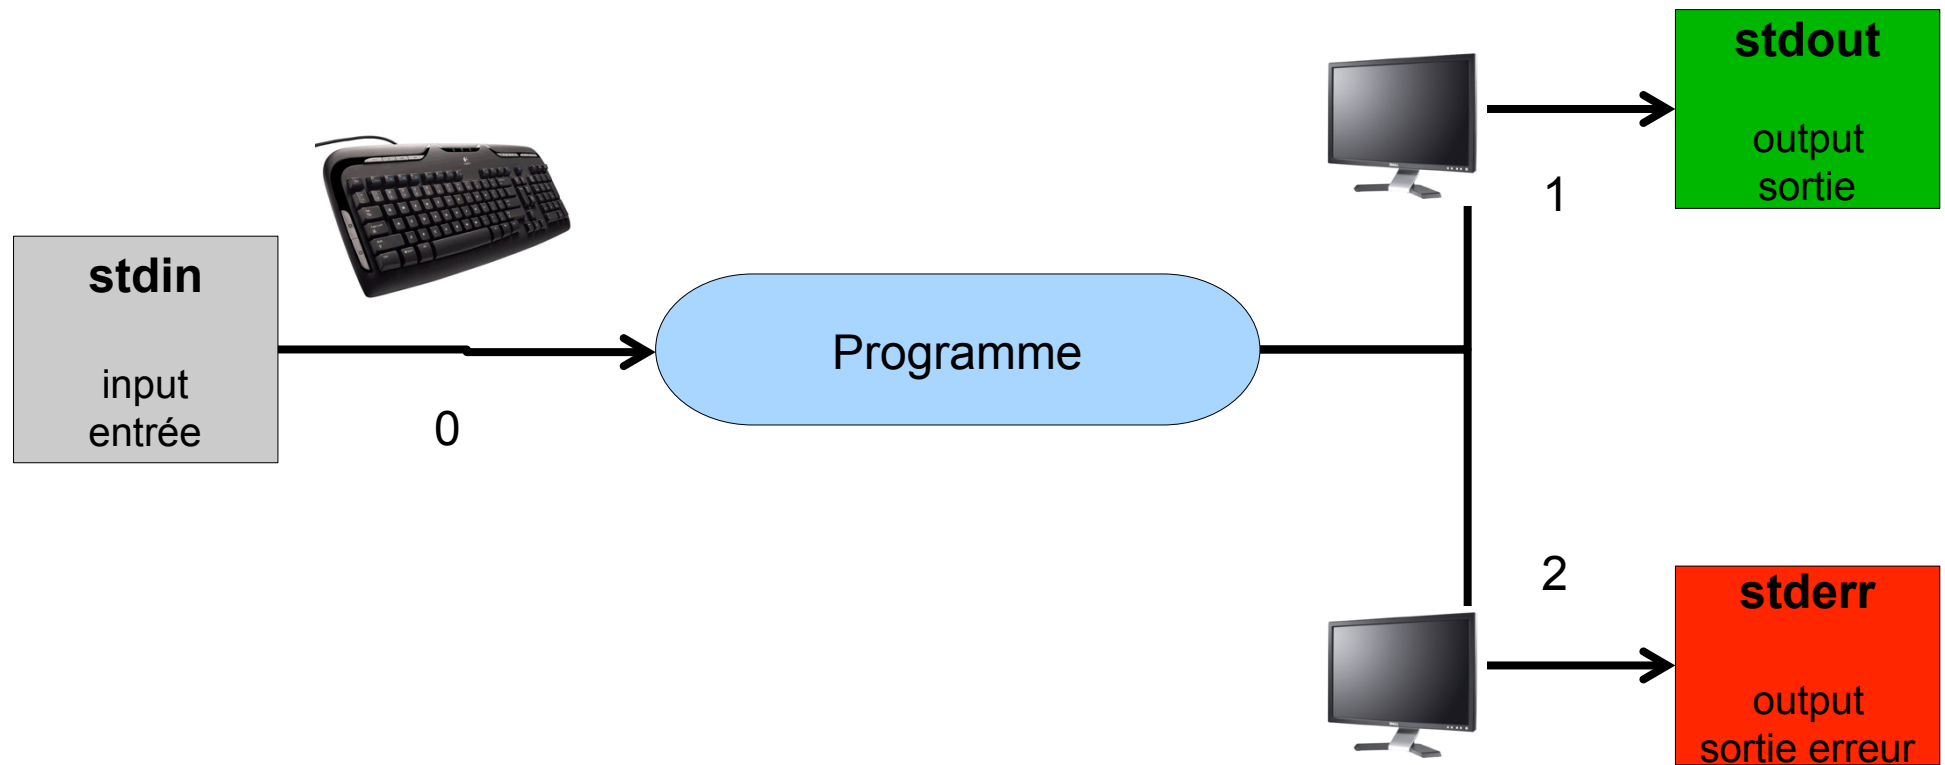 stdin
input
entrée
0
Programme
1
stdout
output
sortie
2
stderr
output
sortie erreur